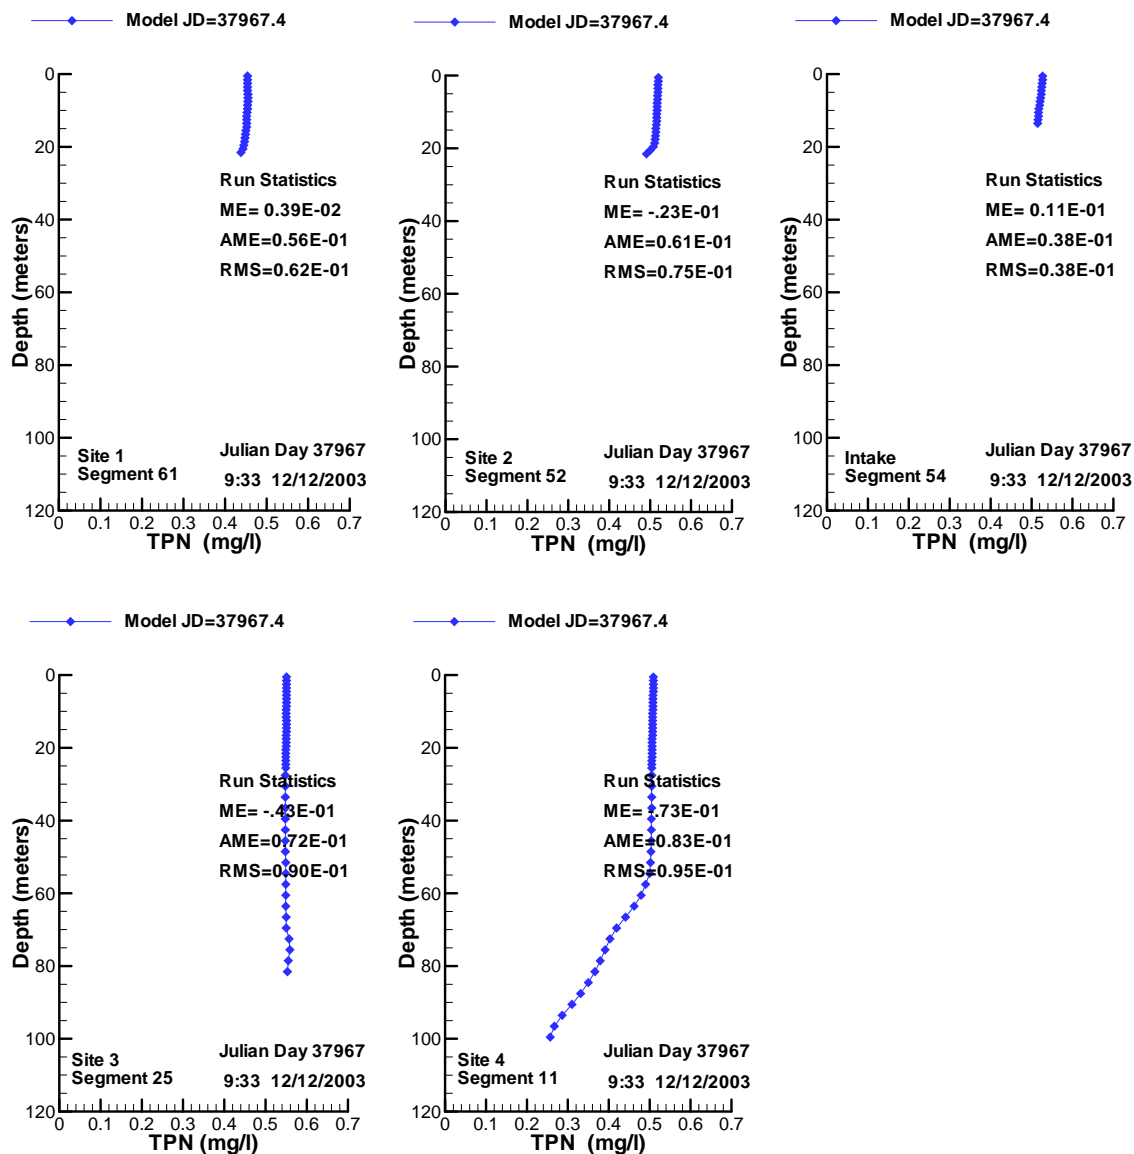 Model JD=37967.4
0
20
40
60
80
100
120
Depth (meters)
Run Statistics
ME= 0.39E-02
AME=0.56E-01
RMS=0.62E-01
Site 1
Segment 61
Julian Day 37967
9:33 12/12/2003
0 0.1 0.2 0.3 0.4 0.5 0.6 0.7
TPN (mg/l)
Model JD=37967.4
0
20
40
60
80
100
120
Depth (meters)
Run Statistics
ME= -.23E-01
AME=0.61E-01
RMS=0.75E-01
Site 2
Segment 52
Julian Day 37967
9:33 12/12/2003
0 0.1 0.2 0.3 0.4 0.5 0.6 0.7
TPN (mg/l)
Model JD=37967.4
0
20
40
60
80
100
120
Depth (meters)
Run Statistics
ME= 0.11E-01
AME=0.38E-01
RMS=0.38E-01
Intake
Segment 54
Julian Day 37967
9:33 12/12/2003
0 0.1 0.2 0.3 0.4 0.5 0.6 0.7
TPN (mg/l)
Model JD=37967.4
0
20
40
60
80
100
120
Depth (meters)
Run Statistics
ME= -.43E-01
AME=0.72E-01
RMS=0.90E-01
Site 3
Segment 25
Julian Day 37967
9:33 12/12/2003
0 0.1 0.2 0.3 0.4 0.5 0.6 0.7
TPN (mg/l)
Model JD=37967.4
0
20
40
60
80
100
120
Depth (meters)
Run Statistics
ME= -.73E-01
AME=0.83E-01
RMS=0.95E-01
Site 4
Segment 11
Julian Day 37967
9:33 12/12/2003
0 0.1 0.2 0.3 0.4 0.5 0.6 0.7
TPN (mg/l)